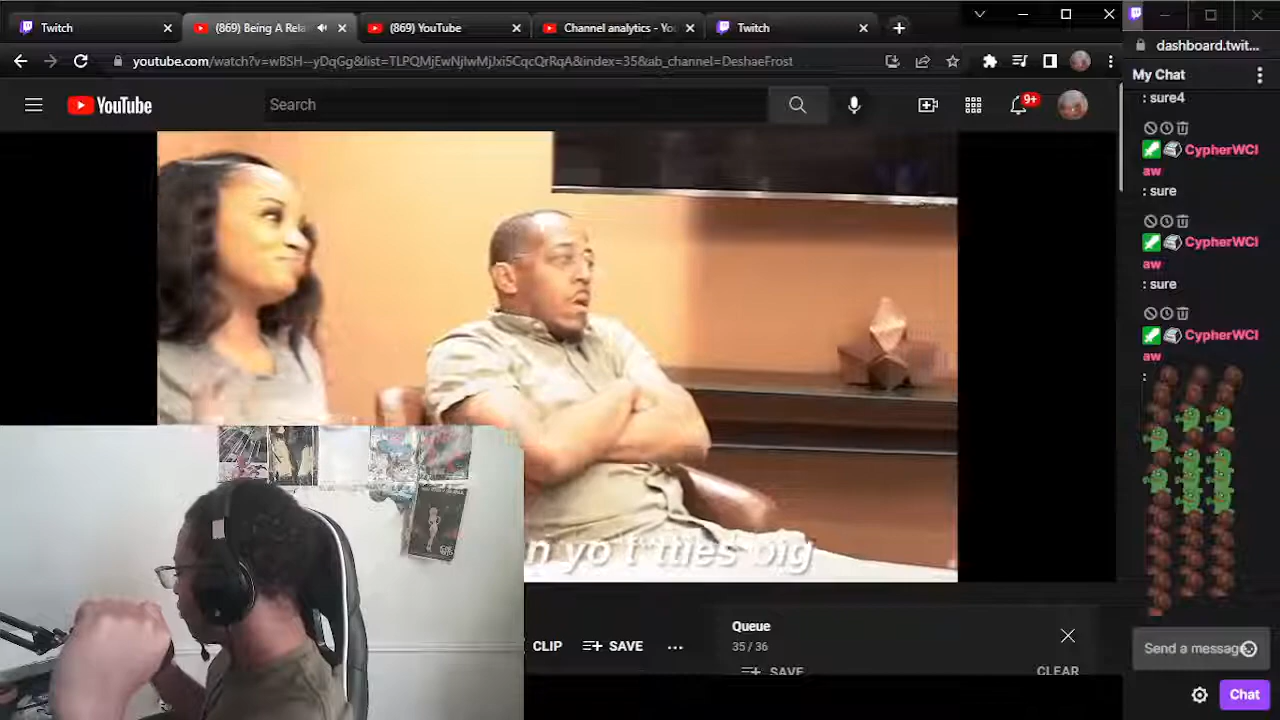 Twitch
(869) Being A Rela
(869) YouTube
Channel analytics - Yo
Twitch
youtube.com/watch?v=wBSH--yDqGg&list=TLPQMjEwNjIwMjJxi5CqcQrRqA&index=35&ab_channel=DeshaeFrost
dashboard.twit...
YouTube
Search
9+
My Chat
: sure4
CypherWCl
aw
: sure
CypherWCl
aw
: sure
CypherWCl
aw
:
n yo t*tties big
CLIP
SAVE
...
Queue
35 / 36
SAVE
CLEAR
Send a message
Chat